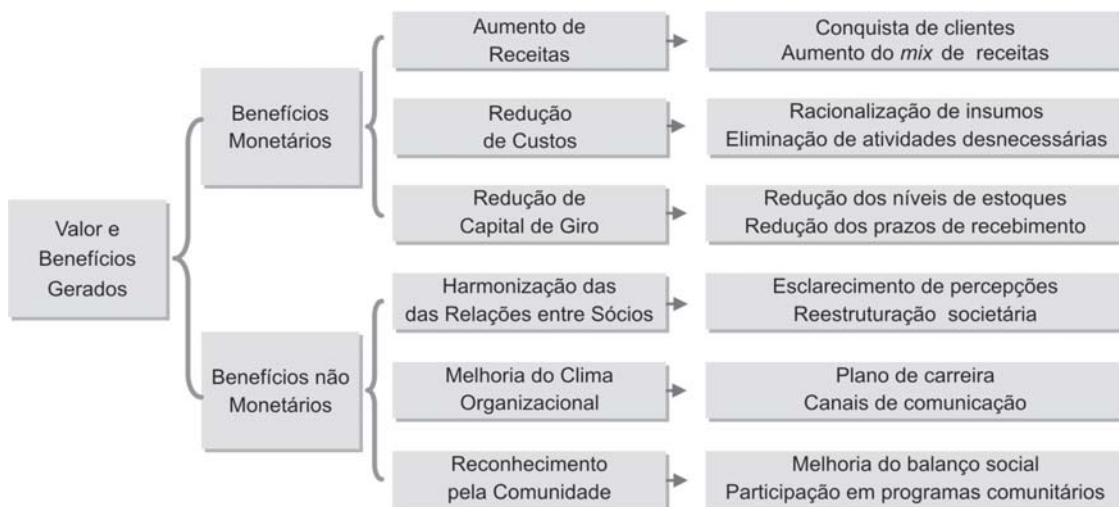 Valor e
Benefícios
Gerados
Benefícios
Monetários
Aumento de
Receitas
Conquista de clientes
Aumento do mix de receitas
Redução
de Custos
Racionalização de insumos
Eliminação de atividades desnecessárias
Redução de
Capital de Giro
Redução dos níveis de estoques
Redução dos prazos de recebimento
Benefícios não
Monetários
Harmonização das
das Relações entre Sócios
Esclarecimento de percepções
Reestruturação societária
Melhoria do Clima
Organizacional
Plano de carreira
Canais de comunicação
Reconhecimento
pela Comunidade
Melhoria do balanço social
Participação em programas comunitários